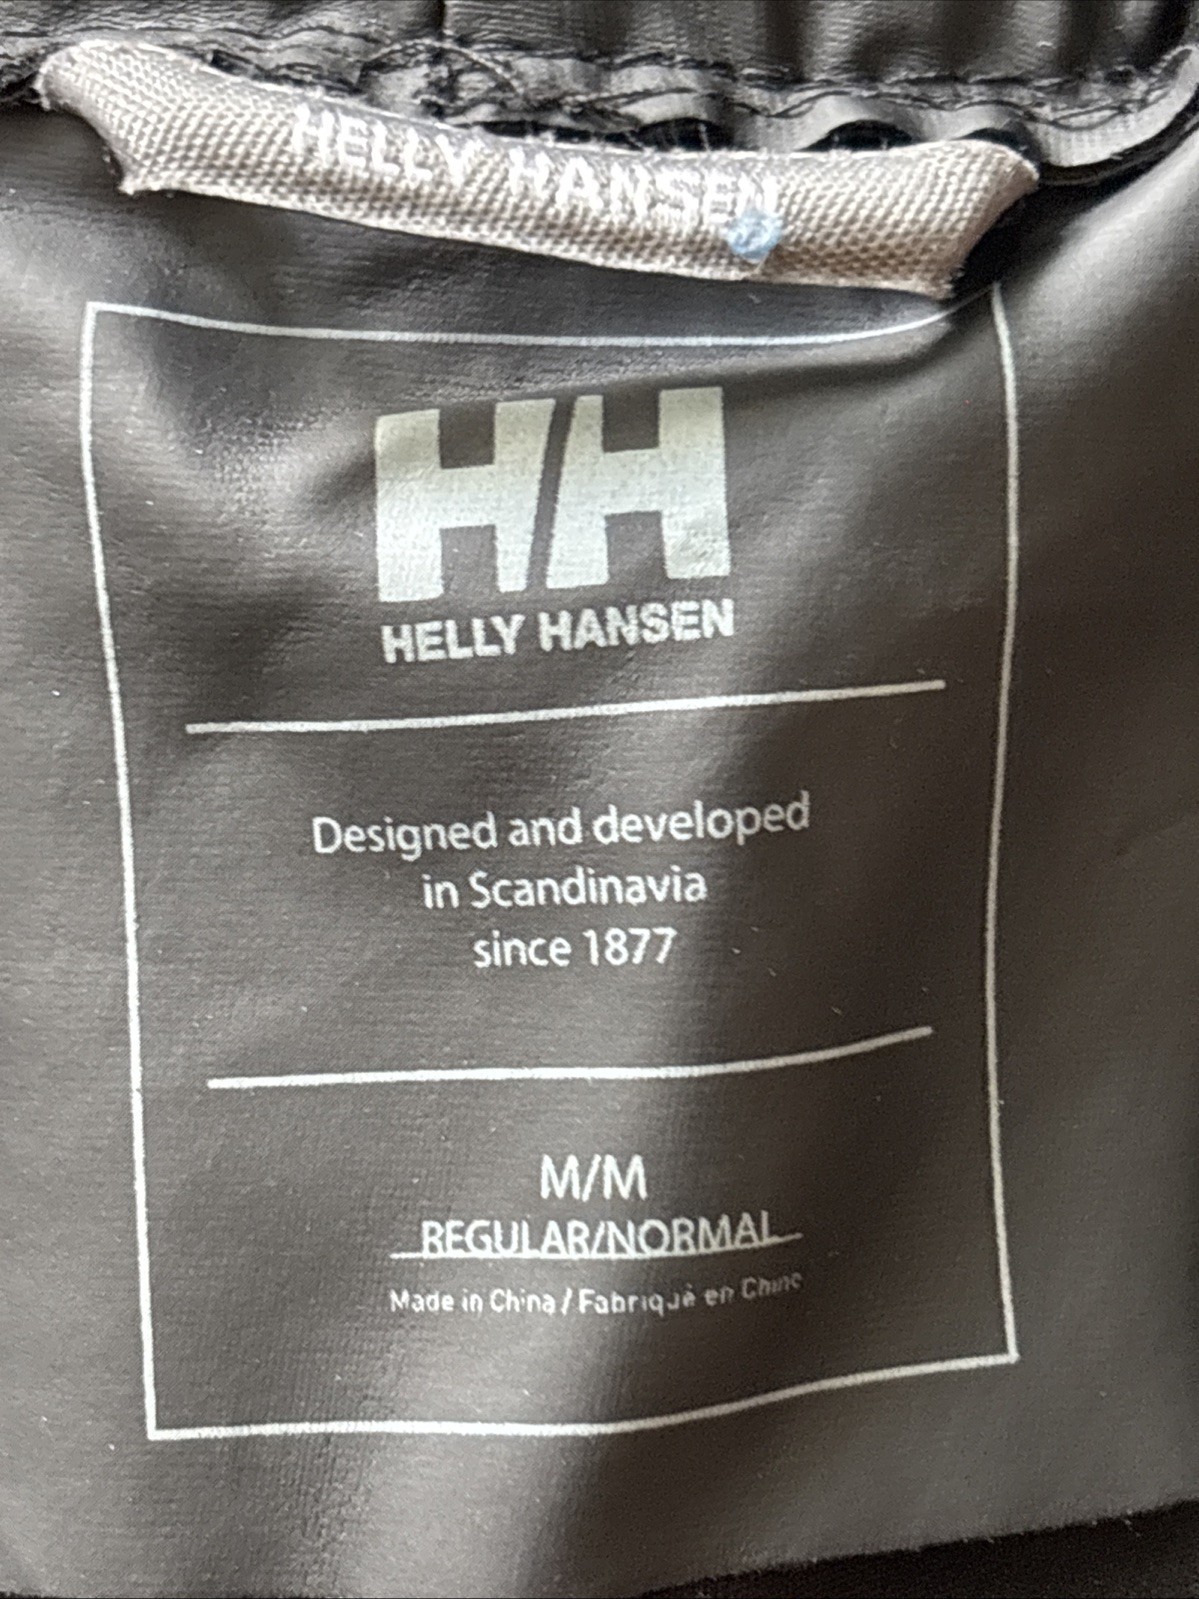 HELLY HANSEN
HH
HELLY HANSEN
Designed and developed
in Scandinavia
since 1877
M/M
REGULAR/NORMAL
Made in China / Fabriqué en Chine